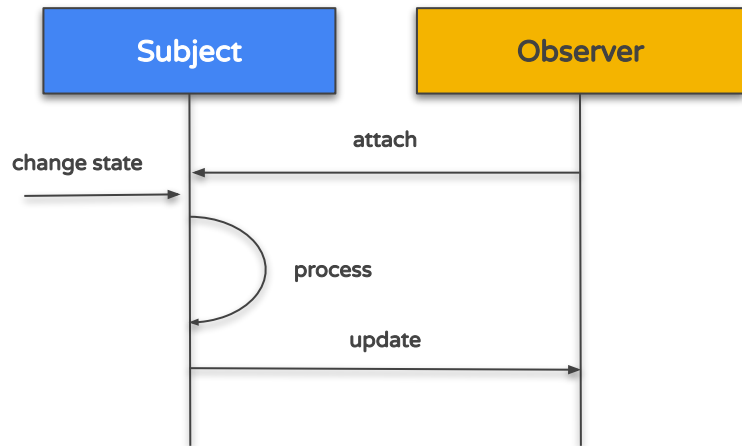 Subject
Observer
attach
change state
process
update